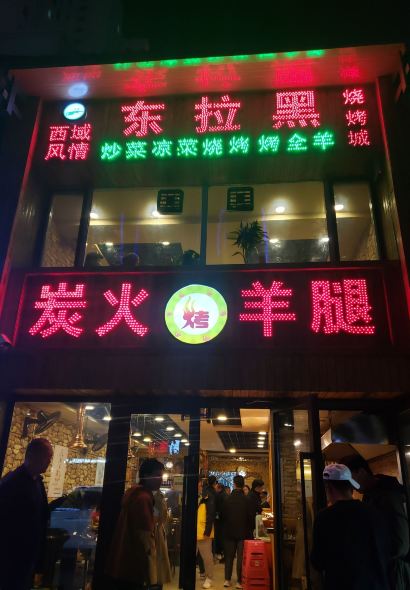 西域风情
东拉黑
烧烤城
炒菜凉菜烧烤烤全羊
炭火
烤
羊腿